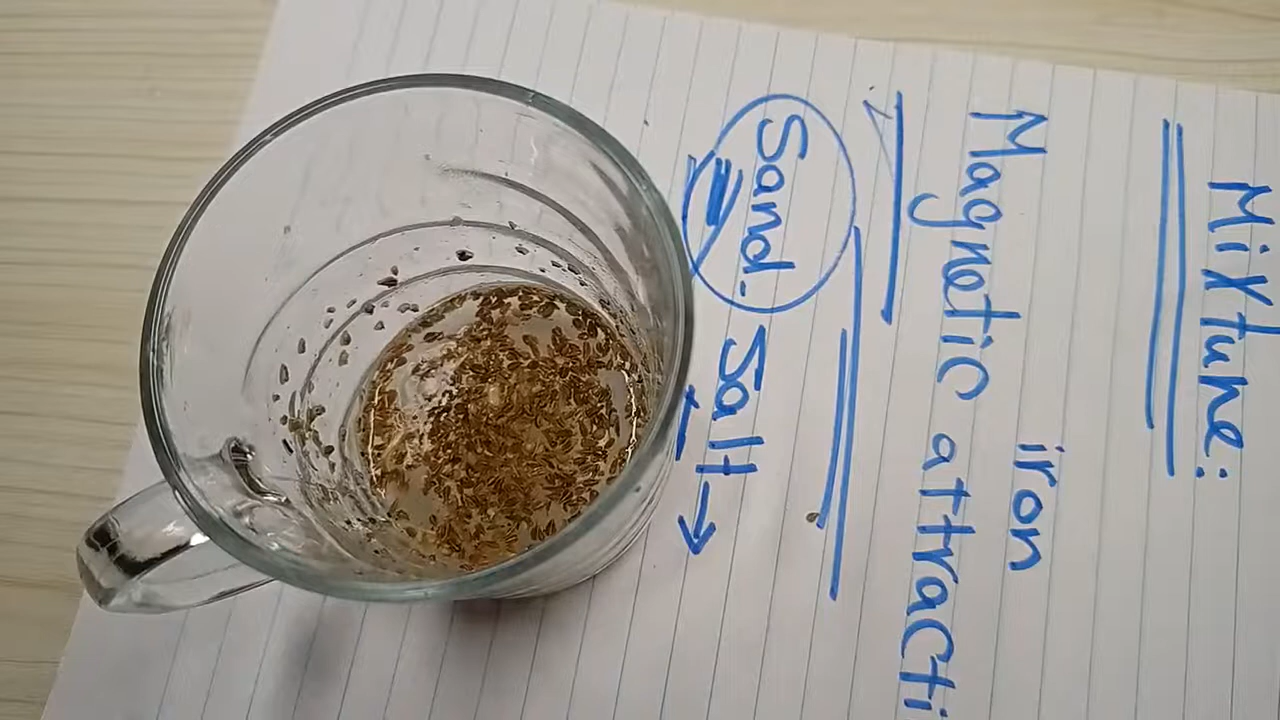 Mixture:
iron
Magnetic attracti
Sand - Salt →